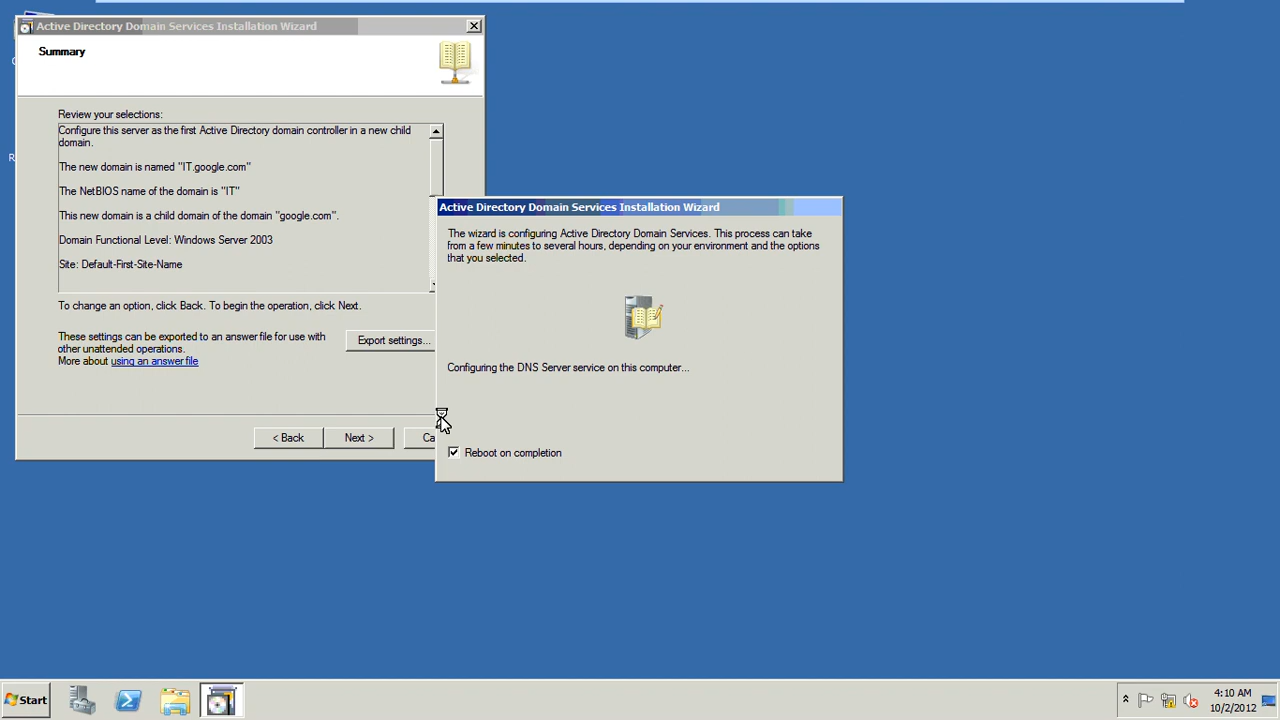 Active Directory Domain Services Installation Wizard
Summary
Review your selections:
Configure this server as the first Active Directory domain controller in a new child
domain.
The new domain is named "IT.google.com"
The NetBIOS name of the domain is "IT"
This new domain is a child domain of the domain "google.com".
Domain Functional Level: Windows Server 2003
Site: Default-First-Site-Name
To change an option, click Back. To begin the operation, click Next.
These settings can be exported to an answer file for use with
other unattended operations.
More about using an answer file
Export settings...
< Back
Next >
Ca
Active Directory Domain Services Installation Wizard
The wizard is configuring Active Directory Domain Services. This process can take
from a few minutes to several hours, depending on your environment and the options
that you selected.
Configuring the DNS Server service on this computer...
Reboot on completion
Start
4:10 AM
10/2/2012